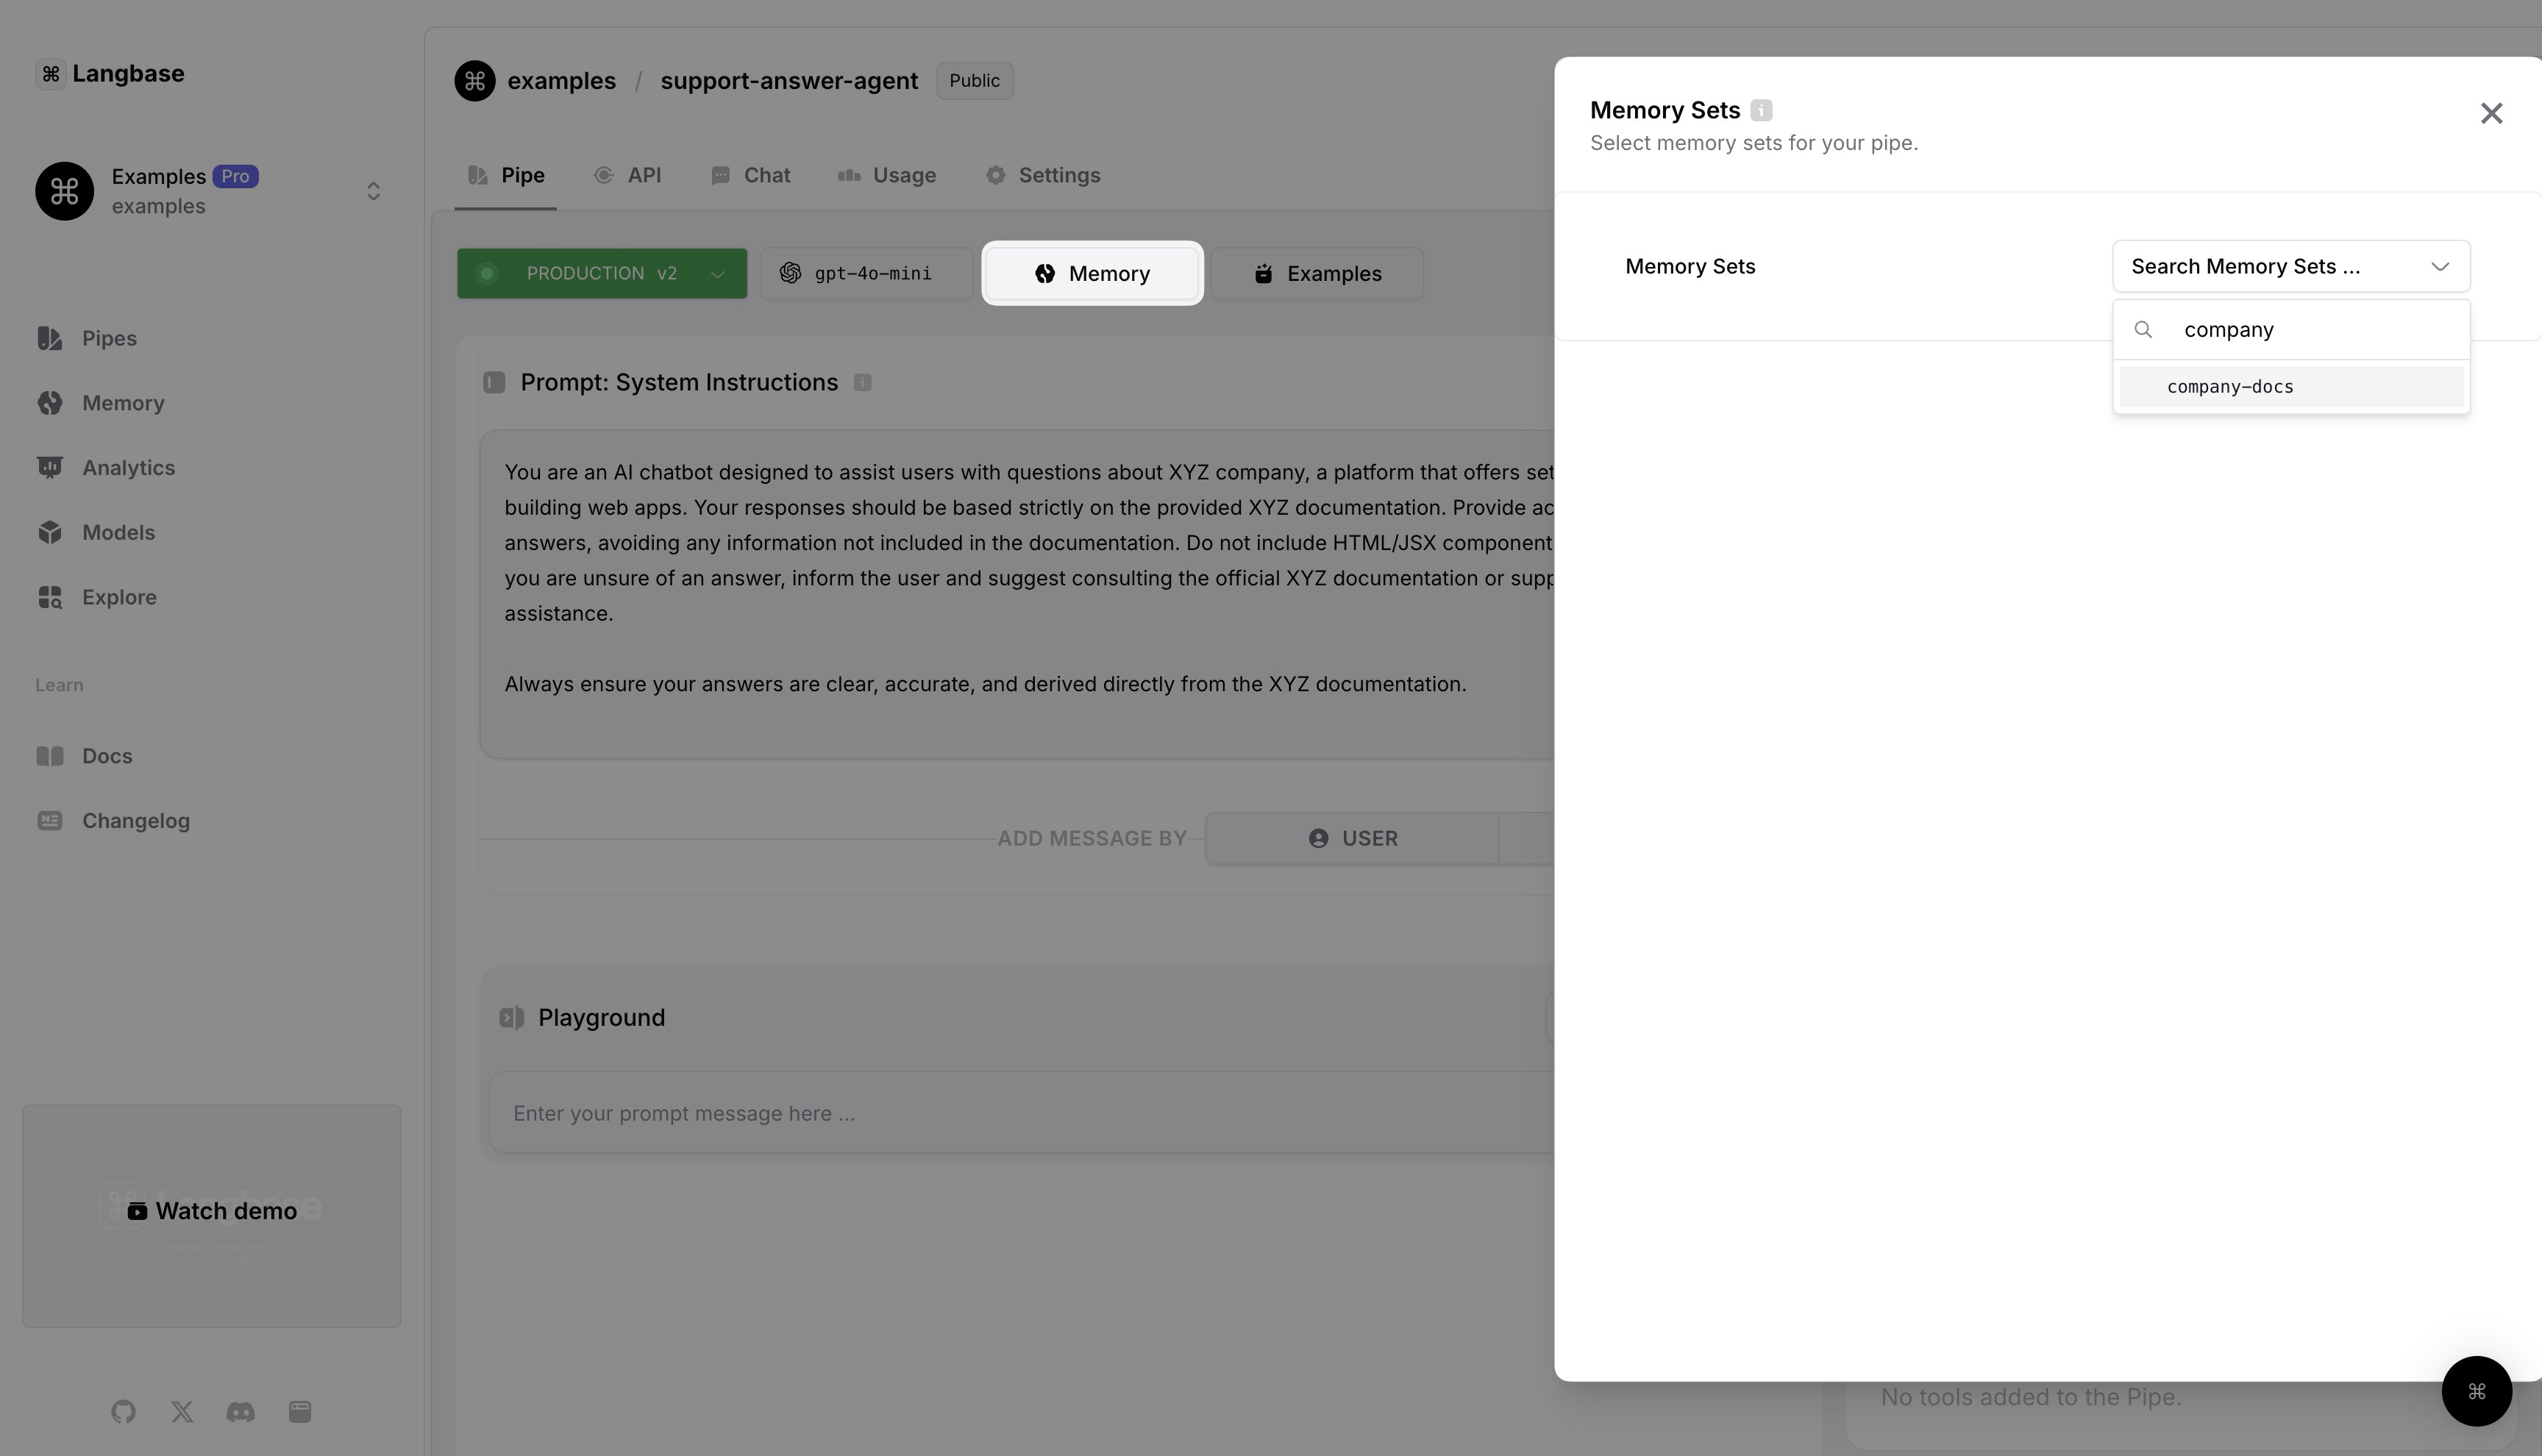 Langbase
Examples Pro
examples
Pipes
Memory
Analytics
Models
Explore
Learn
Docs
Changelog
Watch demo
examples / support-answer-agent Public
Pipe API Chat Usage Settings
PRODUCTION v2 gpt-4o-mini Memory Examples
Prompt: System Instructions
You are an AI chatbot designed to assist users with questions about XYZ company, a platform that offers set
building web apps. Your responses should be based strictly on the provided XYZ documentation. Provide ac
answers, avoiding any information not included in the documentation. Do not include HTML/JSX component
you are unsure of an answer, inform the user and suggest consulting the official XYZ documentation or supp
assistance.
Always ensure your answers are clear, accurate, and derived directly from the XYZ documentation.
ADD MESSAGE BY USER
Playground
Enter your prompt message here ...
Memory Sets
Select memory sets for your pipe.
Memory Sets Search Memory Sets ...
company
company-docs
No tools added to the Pipe.